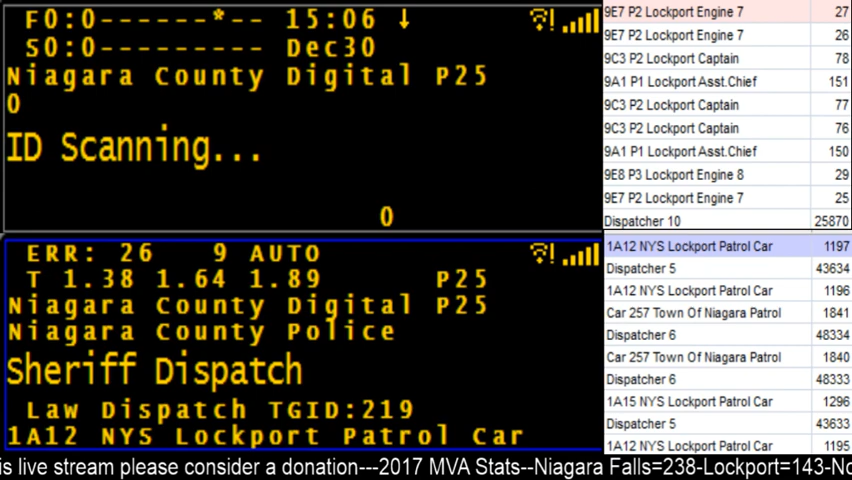 F0:0------*-- 15:06 ↓
S0:0--------- Dec30
Niagara County Digital P25
0
ID Scanning...
0
9E7 P2 Lockport Engine 7 27
9E7 P2 Lockport Engine 7 26
9C3 P2 Lockport Captain 78
9A1 P1 Lockport Asst.Chief 151
9C3 P2 Lockport Captain 77
9C3 P2 Lockport Captain 76
9A1 P1 Lockport Asst.Chief 150
9E8 P3 Lockport Engine 8 29
9E7 P2 Lockport Engine 7 25
Dispatcher 10 25870
ERR: 26 9 AUTO
T 1.38 1.64 1.89 P25
Niagara County Digital P25
Niagara County Police
Sheriff Dispatch
Law Dispatch TGID:219
1A12 NYS Lockport Patrol Car
1A12 NYS Lockport Patrol Car 1197
Dispatcher 5 43634
1A12 NYS Lockport Patrol Car 1196
Car 257 Town Of Niagara Patrol 1841
Dispatcher 6 48334
Car 257 Town Of Niagara Patrol 1840
Dispatcher 6 48333
1A15 NYS Lockport Patrol Car 1296
Dispatcher 5 43633
1A12 NYS Lockport Patrol Car 1195
is live stream please consider a donation---2017 MVA Stats--Niagara Falls=238-Lockport=143-No